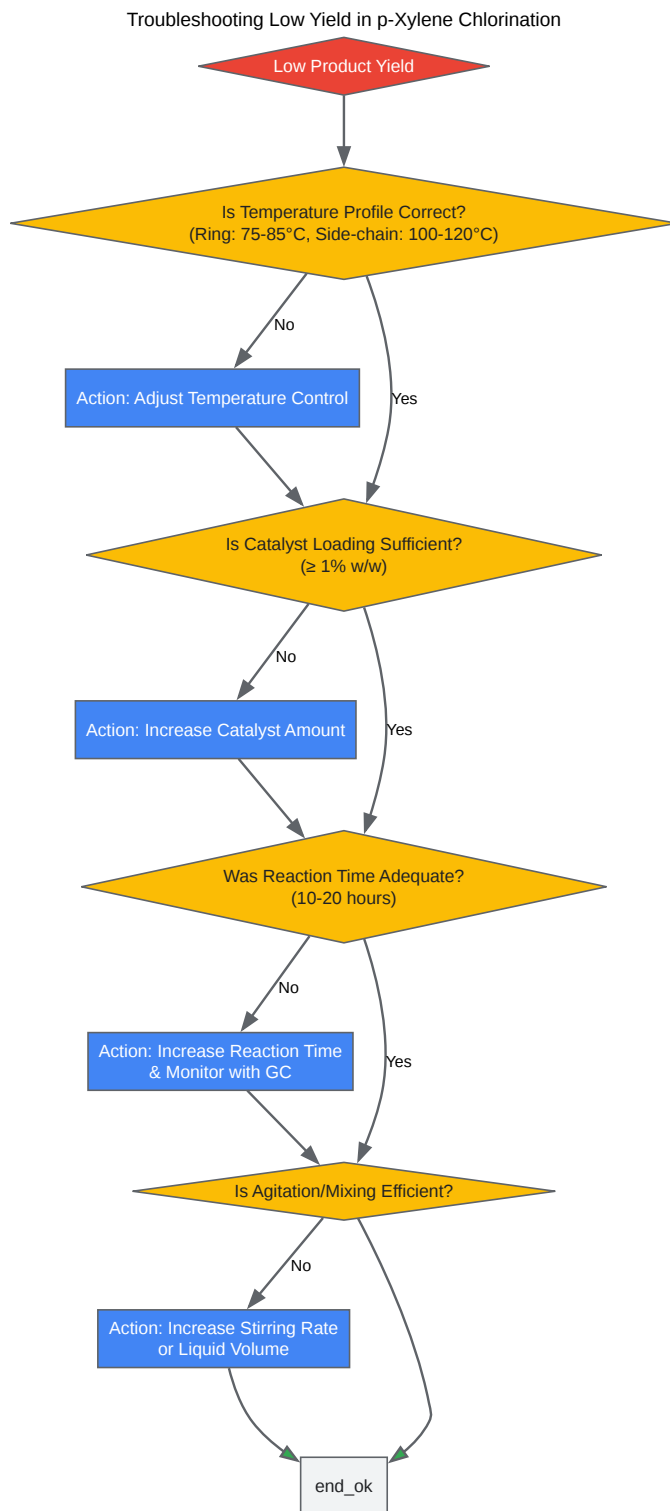 Troubleshooting Low Yield in p-Xylene Chlorination
Low Product Yield
Is Temperature Profile Correct?
(Ring: 75-85°C, Side-chain: 100-120°C)
No
Yes
Action: Adjust Temperature Control
Is Catalyst Loading Sufficient?
(≥ 1% w/w)
No
Yes
Action: Increase Catalyst Amount
Was Reaction Time Adequate?
(10-20 hours)
No
Yes
Action: Increase Reaction Time
& Monitor with GC
Is Agitation/Mixing Efficient?
No
Action: Increase Stirring Rate
or Liquid Volume
end_ok